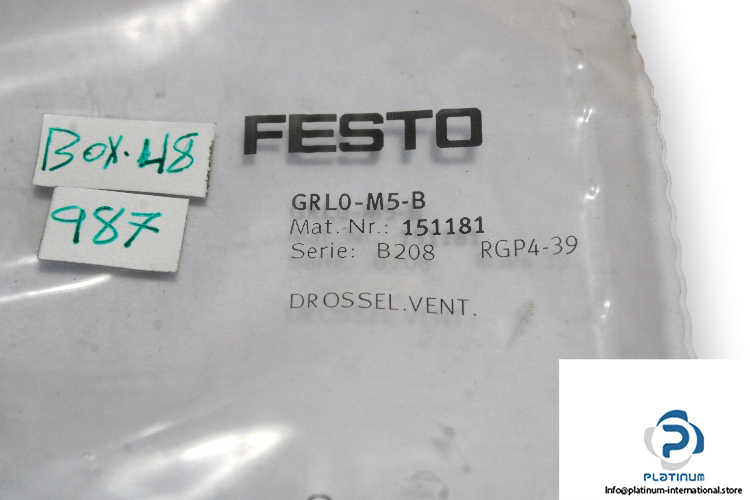 BOX.48
987
FESTO
GRLO-M5-B
Mat.-Nr.: 151181
Serie: B208 RGP4-39
DROSSEL.VENT.
PLATINUM
Info@platinum-international.store